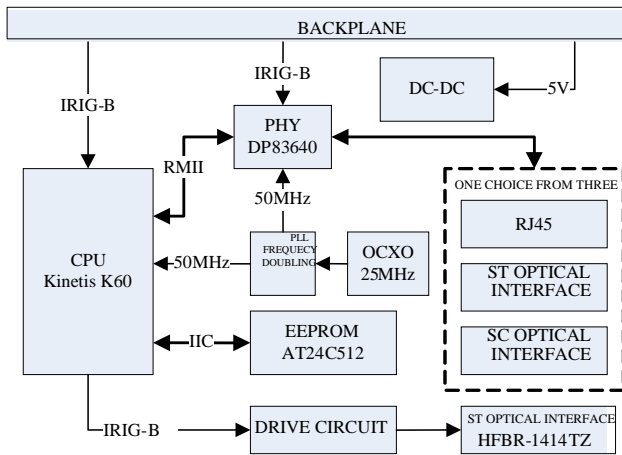 BACKPLANE
IRIG-B
IRIG-B
DC-DC
5V
PHY
DP83640
RMII
ONE CHOICE FROM THREE
50MHz
RJ45
CPU
Kinetis K60
50MHz
PLL
FREQUECY
DOUBLING
OCXO
25MHz
ST OPTICAL
INTERFACE
IIC
EEPROM
AT24C512
SC OPTICAL
INTERFACE
IRIG-B
DRIVE CIRCUIT
ST OPTICAL INTERFACE
HFBR-1414TZ